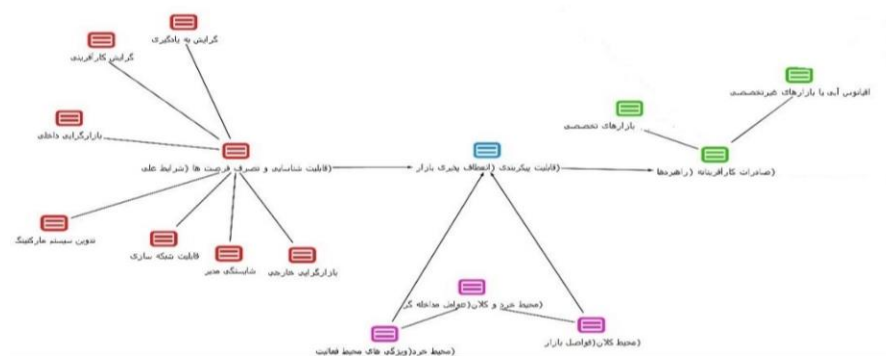 گرایش به یادگیری
گرایش کارآفرینی
بازارگرایی داخلی
(قابلیت شناسایی و تصرف فرصت ها (شرایط علی
تدوین سیستم مارکتینگ
قابلیت شبکه سازی
شایستگی مدیر
بازارگرایی خارجی
(قابلیت پیکربندی (انعطاف پذیری بازار
اقیانوس آبی یا بازارهای غیرتخصصی
بازارهای تخصصی
(صادرات کارآفرینانه (راهبردها
(محیط خرد و کلان(عوامل مداخله گر
(محیط خرد(ویژگی های محیط فعالیت
(محیط کلان(فواصل بازار